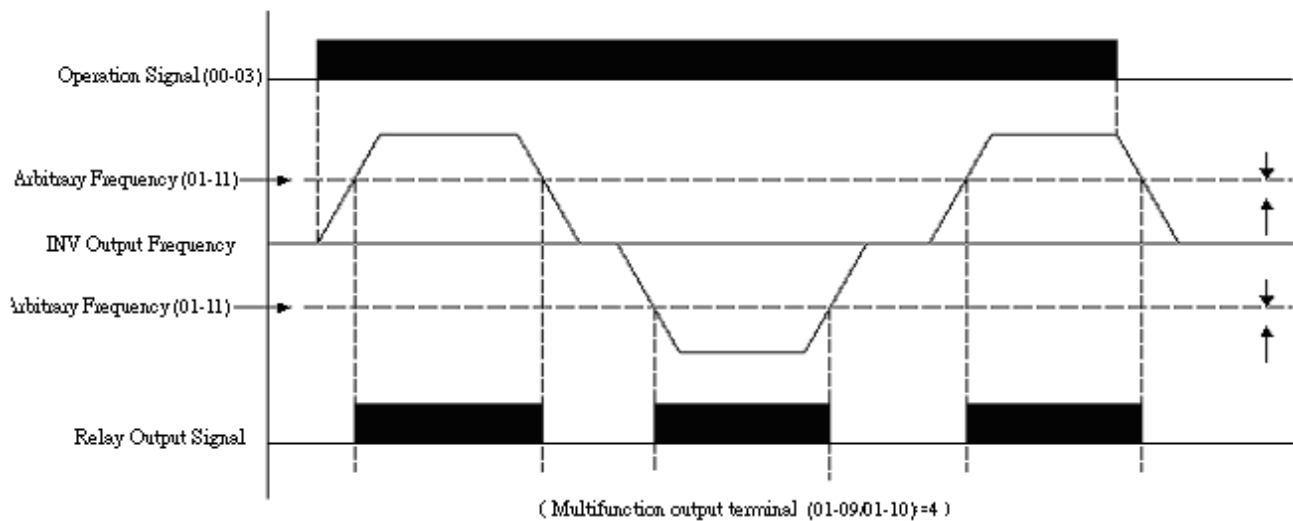 Operation Signal (00-03)
Arbitrary Frequency (01-11)
INV Output Frequency
Arbitrary Frequency (01-11)
Relay Output Signal
( Multifunction output terminal (01-09/01-10)=4 )